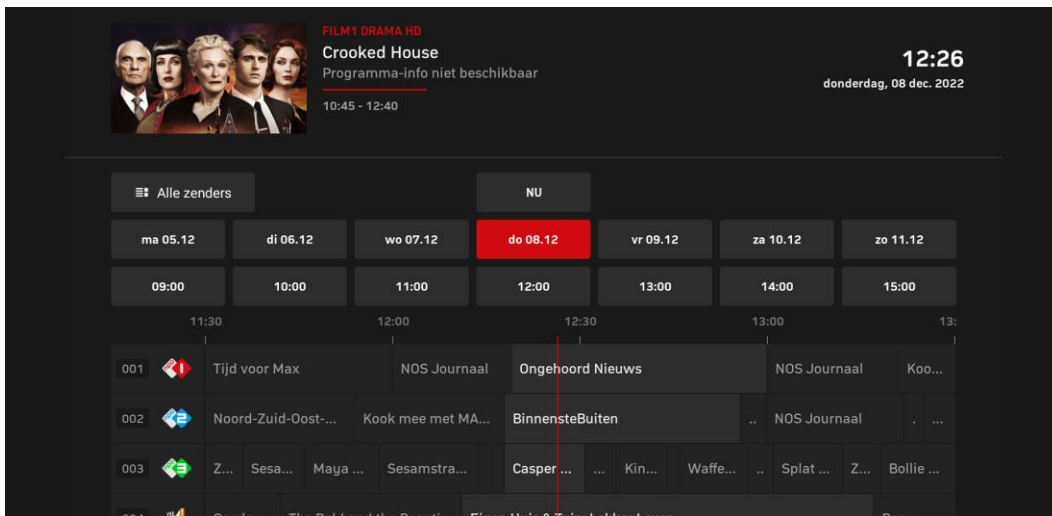 FILM1 DRAMA HD
Crooked House
Programma-info niet beschikbaar
10:45 - 12:40
12:26
donderdag, 08 dec. 2022
Alle zenders
NU
ma 05.12 di 06.12 wo 07.12 do 08.12 vr 09.12 za 10.12 zo 11.12
09:00 10:00 11:00 12:00 13:00 14:00 15:00
11:30 12:00 12:30 13:00 13:
001 1 Tijd voor Max NOS Journaal Ongehoord Nieuws NOS Journaal Koo...
002 2 Noord-Zuid-Oost-... Kook mee met MA... BinnensteBuiten .. NOS Journaal . ...
003 3 Z... Sesa... Maya ... Sesamstra... Casper ... ... Kin... Waffe... .. Splat ... Z... Bollie ...